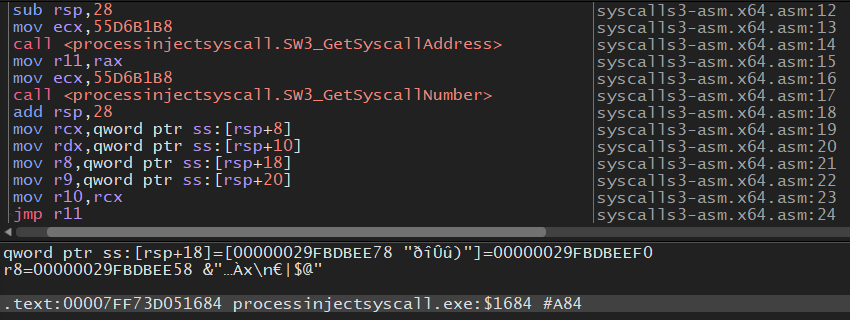 sub rsp,28
mov ecx,55D6B1B8
call <processinjectsyscall.SW3_GetSyscallAddress>
mov r11,rax
mov ecx,55D6B1B8
call <processinjectsyscall.SW3_GetSyscallNumber>
add rsp,28
mov rcx,qword ptr ss:[rsp+8]
mov rdx,qword ptr ss:[rsp+10]
mov r8,qword ptr ss:[rsp+18]
mov r9,qword ptr ss:[rsp+20]
mov r10,rcx
jmp r11
syscalls3-asm.x64.asm:12
syscalls3-asm.x64.asm:13
syscalls3-asm.x64.asm:14
syscalls3-asm.x64.asm:15
syscalls3-asm.x64.asm:16
syscalls3-asm.x64.asm:17
syscalls3-asm.x64.asm:18
syscalls3-asm.x64.asm:19
syscalls3-asm.x64.asm:20
syscalls3-asm.x64.asm:21
syscalls3-asm.x64.asm:22
syscalls3-asm.x64.asm:23
syscalls3-asm.x64.asm:24
qword ptr ss:[rsp+18]=[00000029FBDBEE78 "ðîÛû)"]=00000029FBDBEEF0
r8=00000029FBDBEE58 &"…Àx\n€|$@"
.text:00007FF73D051684 processinjectsyscall.exe:$1684 #A84